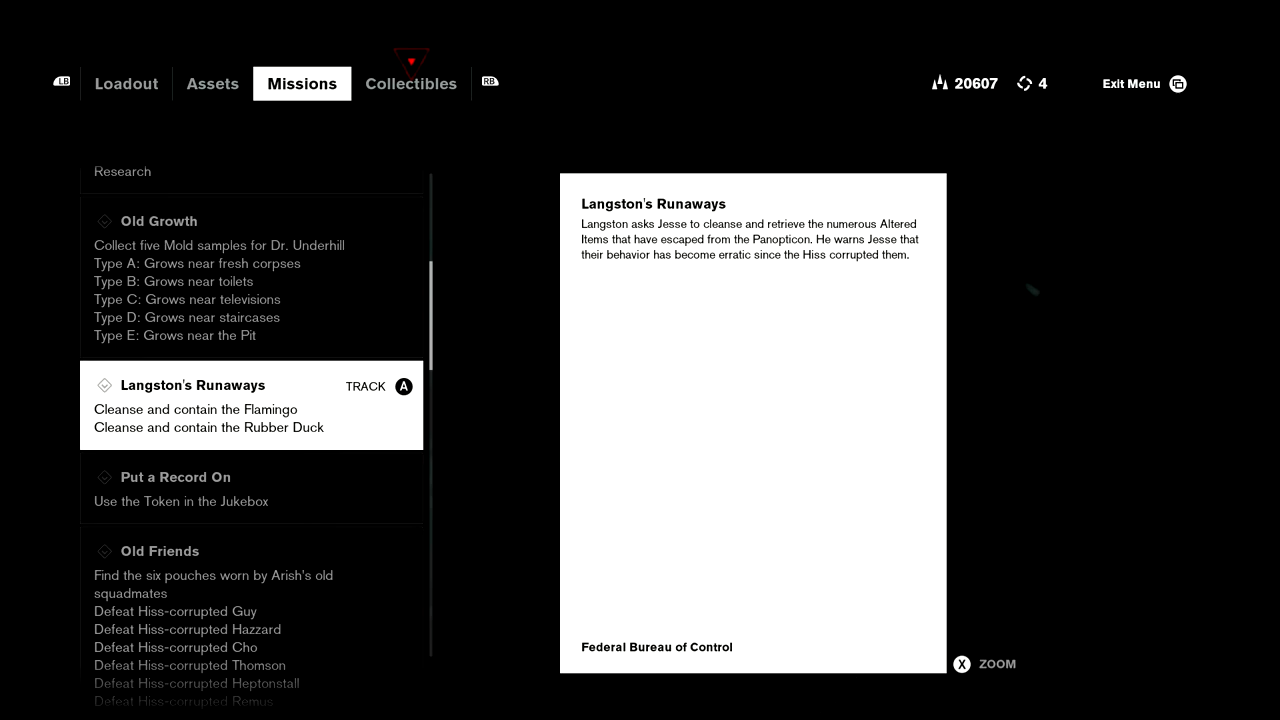 LB
Loadout
Assets
Missions
Collectibles
RB
20607
4
Exit Menu
Research
Old Growth
Collect five Mold samples for Dr. Underhill
Type A: Grows near fresh corpses
Type B: Grows near toilets
Type C: Grows near televisions
Type D: Grows near staircases
Type E: Grows near the Pit
Langston's Runaways
TRACK A
Cleanse and contain the Flamingo
Cleanse and contain the Rubber Duck
Put a Record On
Use the Token in the Jukebox
Old Friends
Find the six pouches worn by Arish's old
squadmates
Defeat Hiss-corrupted Guy
Defeat Hiss-corrupted Hazzard
Defeat Hiss-corrupted Cho
Defeat Hiss-corrupted Thomson
Defeat Hiss-corrupted Heptonstall
Defeat Hiss-corrupted Remus
Langston's Runaways
Langston asks Jesse to cleanse and retrieve the numerous Altered
Items that have escaped from the Panopticon. He warns Jesse that
their behavior has become erratic since the Hiss corrupted them.
Federal Bureau of Control
X ZOOM